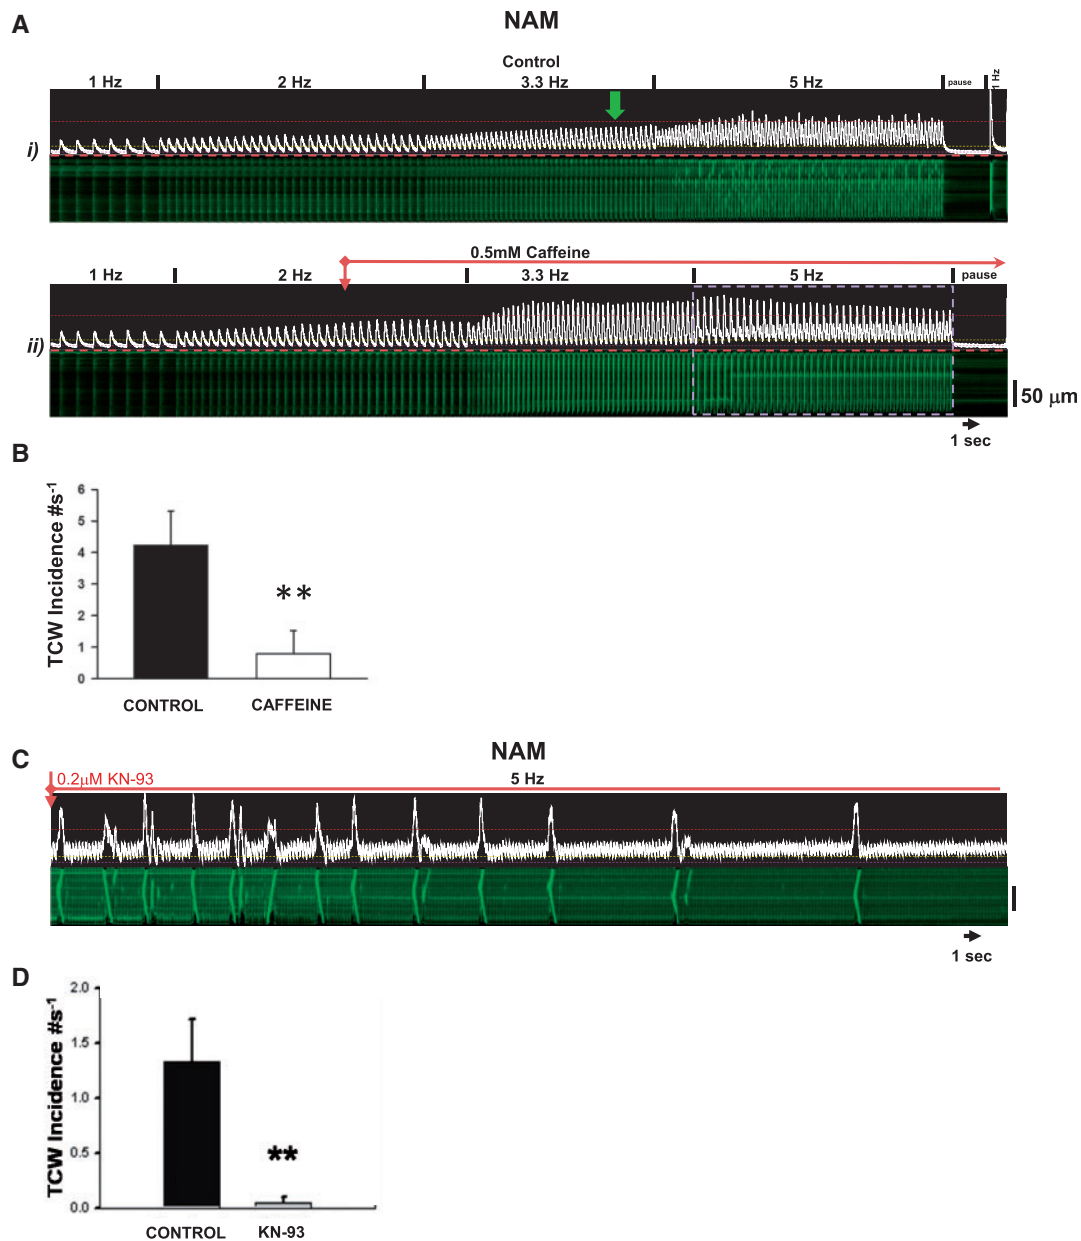 A
NAM
Control
1 Hz
2 Hz
3.3 Hz
5 Hz
pause
1 Hz
i)
0.5mM Caffeine
1 Hz
2 Hz
3.3 Hz
5 Hz
pause
ii)
50 μm
1 sec
B
TCW Incidence #s-1
6
5
4
3
2
1
0
**
CONTROL
CAFFEINE
C
NAM
0.2μM KN-93
5 Hz
1 sec
D
TCW Incidence #s-1
2.0
1.5
1.0
0.5
0.0
**
CONTROL
KN-93